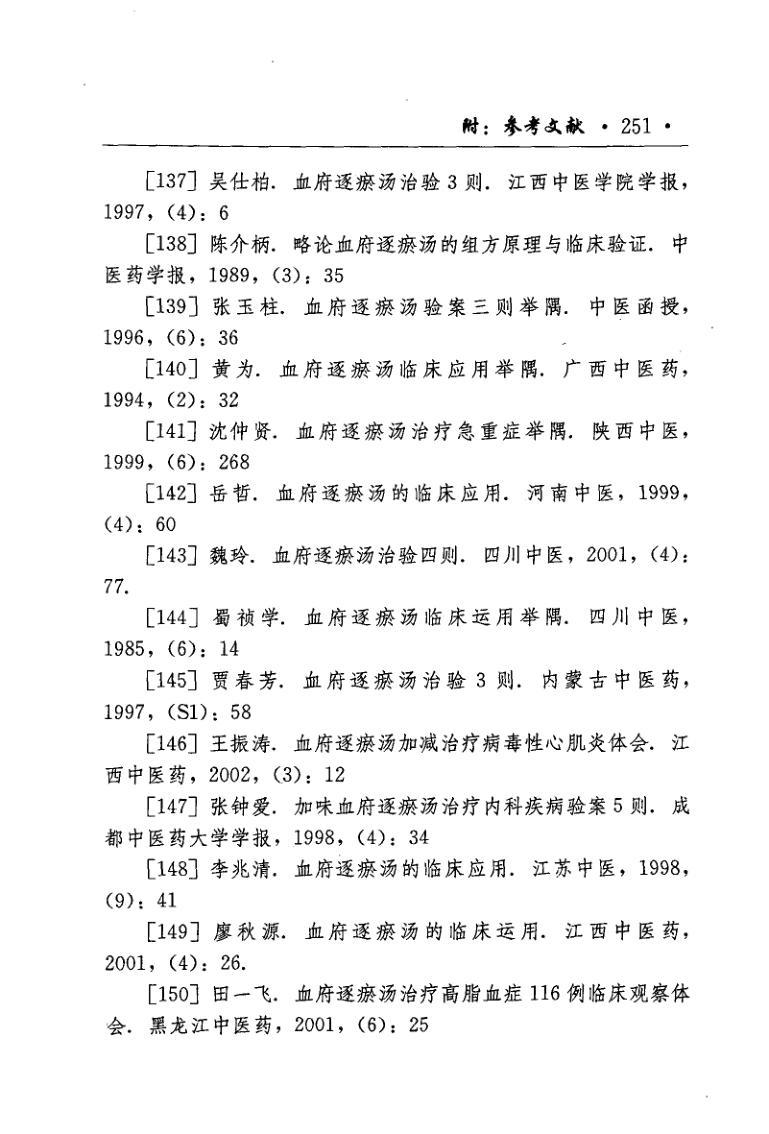 附：参考文献 · 251 ·
[137] 吴仕柏. 血府逐瘀汤治验 3 则. 江西中医学院学报，
1997，(4)：6
[138] 陈介柄. 略论血府逐瘀汤的组方原理与临床验证. 中
医药学报，1989，(3)：35
[139] 张玉柱. 血府逐瘀汤验案三则举隅. 中医函授，
1996，(6)：36
[140] 黄为. 血府逐瘀汤临床应用举隅. 广西中医药，
1994，(2)：32
[141] 沈仲贤. 血府逐瘀汤治疗急重症举隅. 陕西中医，
1999，(6)：268
[142] 岳哲. 血府逐瘀汤的临床应用. 河南中医，1999，
(4)：60
[143] 魏玲. 血府逐瘀汤治验四则. 四川中医，2001，(4)：
77.
[144] 蜀祯学. 血府逐瘀汤临床运用举隅. 四川中医，
1985，(6)：14
[145] 贾春芳. 血府逐瘀汤治验 3 则. 内蒙古中医药，
1997，(S1)：58
[146] 王振涛. 血府逐瘀汤加减治疗病毒性心肌炎体会. 江
西中医药，2002，(3)：12
[147] 张钟爱. 加味血府逐瘀汤治疗内科疾病验案 5 则. 成
都中医药大学学报，1998，(4)：34
[148] 李兆清. 血府逐瘀汤的临床应用. 江苏中医，1998，
(9)：41
[149] 廖秋源. 血府逐瘀汤的临床运用. 江西中医药，
2001，(4)：26.
[150] 田一飞. 血府逐瘀汤治疗高脂血症 116 例临床观察体
会. 黑龙江中医药，2001，(6)：25